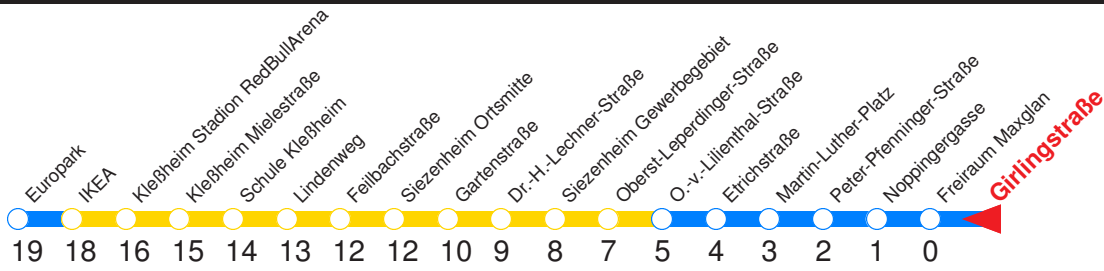 Europark
IKEA
Kleßheim Stadion RedBullArena
Kleßheim Mielestraße
Schule Kleßheim
Lindenweg
Feilbachstraße
Siezenheim Ortsmitte
Gartenstraße
Dr.-H.-Lechner-Straße
Siezenheim Gewerbegebiet
Oberst-Leperdinger-Straße
O.-v.-Lilienthal-Straße
Etrichstraße
Martin-Luther-Platz
Peter-Pfenninger-Straße
Noppingergasse
Freiraum Maxglan
Girlingstraße
19 18 16 15 14 13 12 12 10 9 8 7 5 4 3 2 1 0